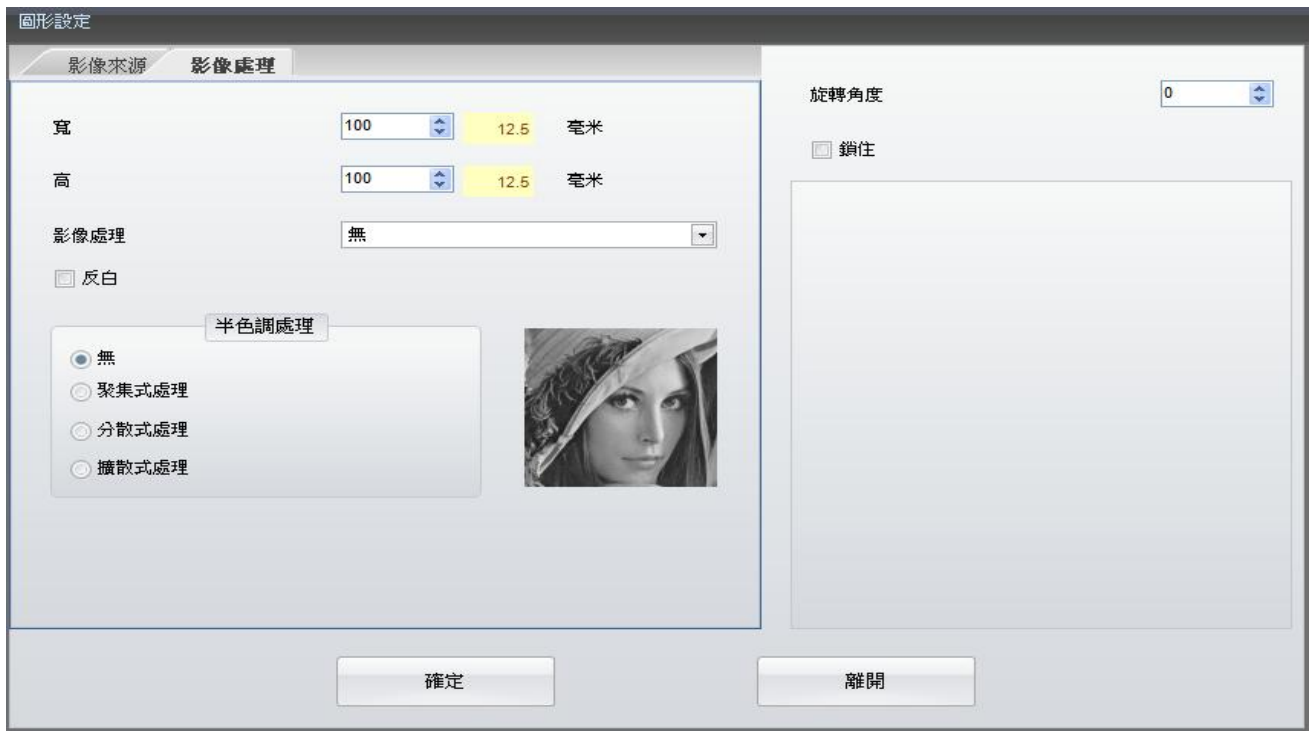 圖形設定
影像來源 影像處理
寬 100 12.5 毫米
高 100 12.5 毫米
影像處理 無
反白
半色調處理
無
聚集式處理
分散式處理
擴散式處理
旋轉角度 0
鎖住
確定 離開